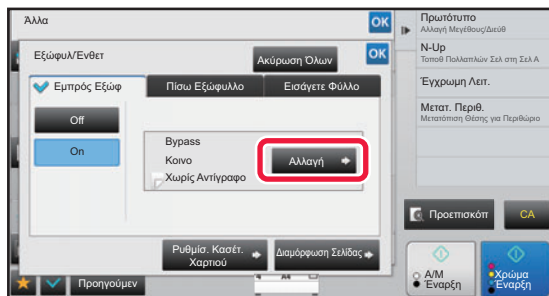 Άλλα
OK
Εξώφυλ/Ένθετ
Ακύρωση Όλων
OK
Εμπρός Εξώφ
Πίσω Εξώφυλλο
Εισάγετε Φύλλο
Off
On
Bypass
Κοινο
Χωρίς Αντίγραφο
Αλλαγή
Ρυθμίσ. Κασέτ.
Χαρτιού
Διαμόρφωση Σελίδας
Προηγούμεν
A4
Πρωτότυπο
Αλλαγή Μεγέθους/Διεύθ
N-Up
Τοποθ Πολλαπλών Σελ στη Σελ Α
Έγχρωμη Λειτ.
Μετατ. Περιθ.
Μετατόπιση Θέσης για Περιθώριο
Προεπισκόπ
CA
Α/Μ
Έναρξη
Χρώμα
Έναρξη